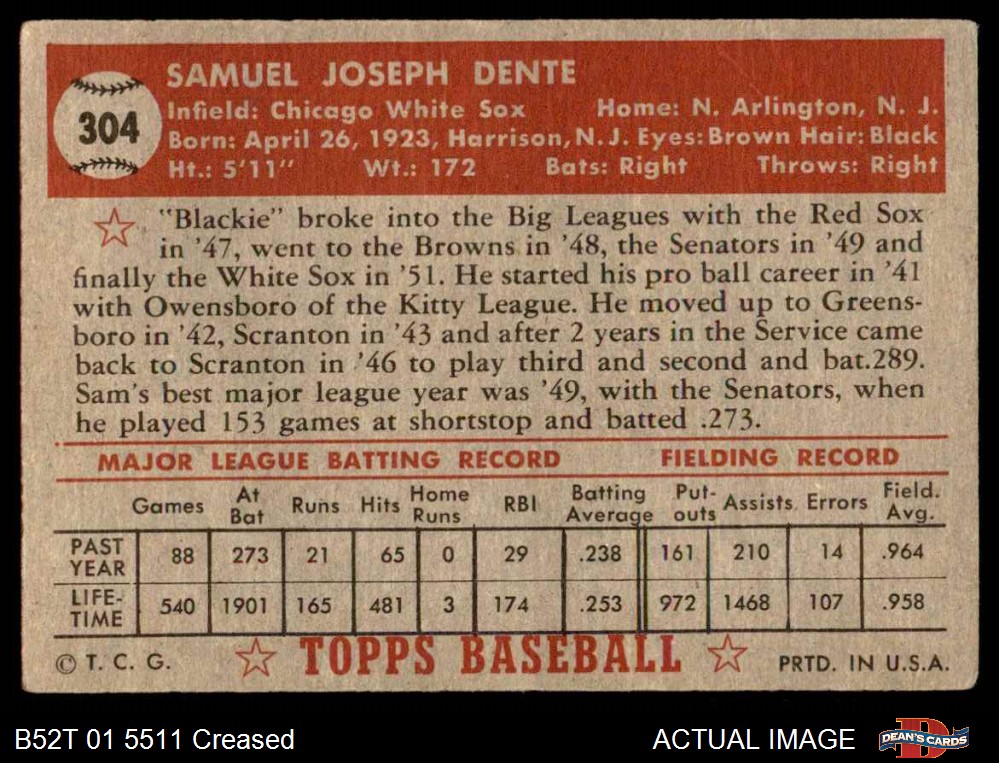 304
SAMUEL JOSEPH DENTE
Infield: Chicago White Sox Home: N. Arlington, N. J.
Born: April 26, 1923, Harrison, N. J. Eyes: Brown Hair: Black
Ht.: 5'11" Wt.: 172 Bats: Right Throws: Right
"Blackie" broke into the Big Leagues with the Red Sox
in '47, went to the Browns in '48, the Senators in '49 and
finally the White Sox in '51. He started his pro ball career in '41
with Owensboro of the Kitty League. He moved up to Greens-
boro in '42, Scranton in '43 and after 2 years in the Service came
back to Scranton in '46 to play third and second and bat.289.
Sam's best major league year was '49, with the Senators, when
he played 153 games at shortstop and batted .273.
MAJOR LEAGUE BATTING RECORD FIELDING RECORD
Games At Bat Runs Hits Home Runs RBI Batting Average Put-outs Assists Errors Field. Avg.
PAST YEAR 88 273 21 65 0 29 .238 161 210 14 .964
LIFE-TIME 540 1901 165 481 3 174 .253 972 1468 107 .958
© T. C. G. TOPPS BASEBALL PRTD. IN U.S.A.
B52T 01 5511 Creased ACTUAL IMAGE DEAN'S CARDS